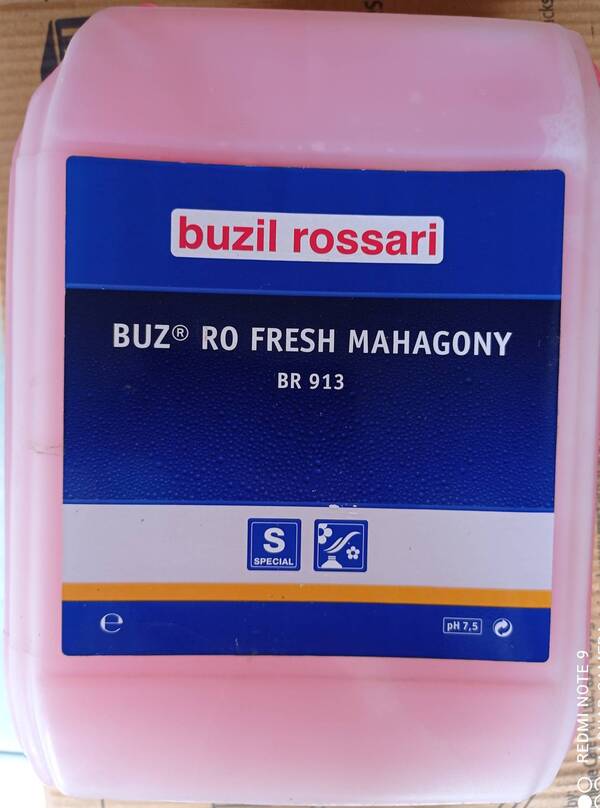 buzil rossari
BUZ® RO FRESH MAHAGONY
BR 913
S
SPECIAL
e
pH 7,5
REDMI NOTE 9